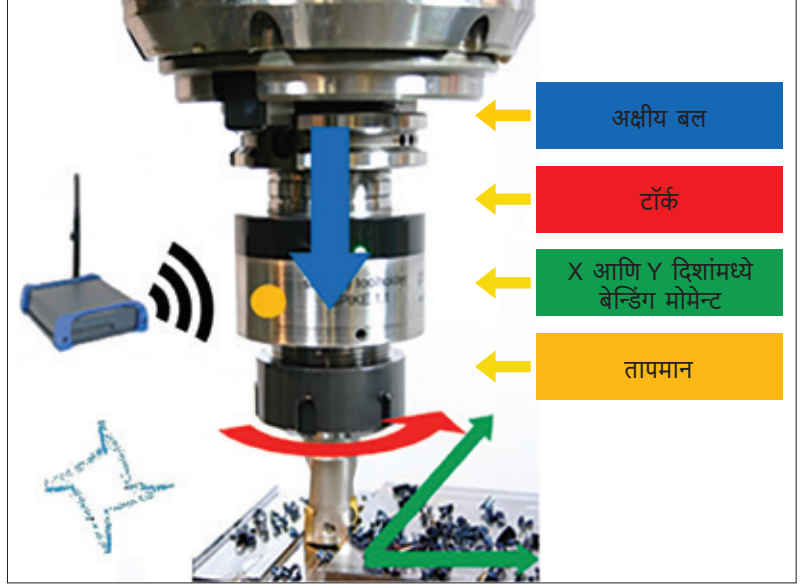 अक्षीय बल
टॉर्क
X आणि Y दिशांमध्ये
बेन्डिंग मोमेन्ट
तापमान